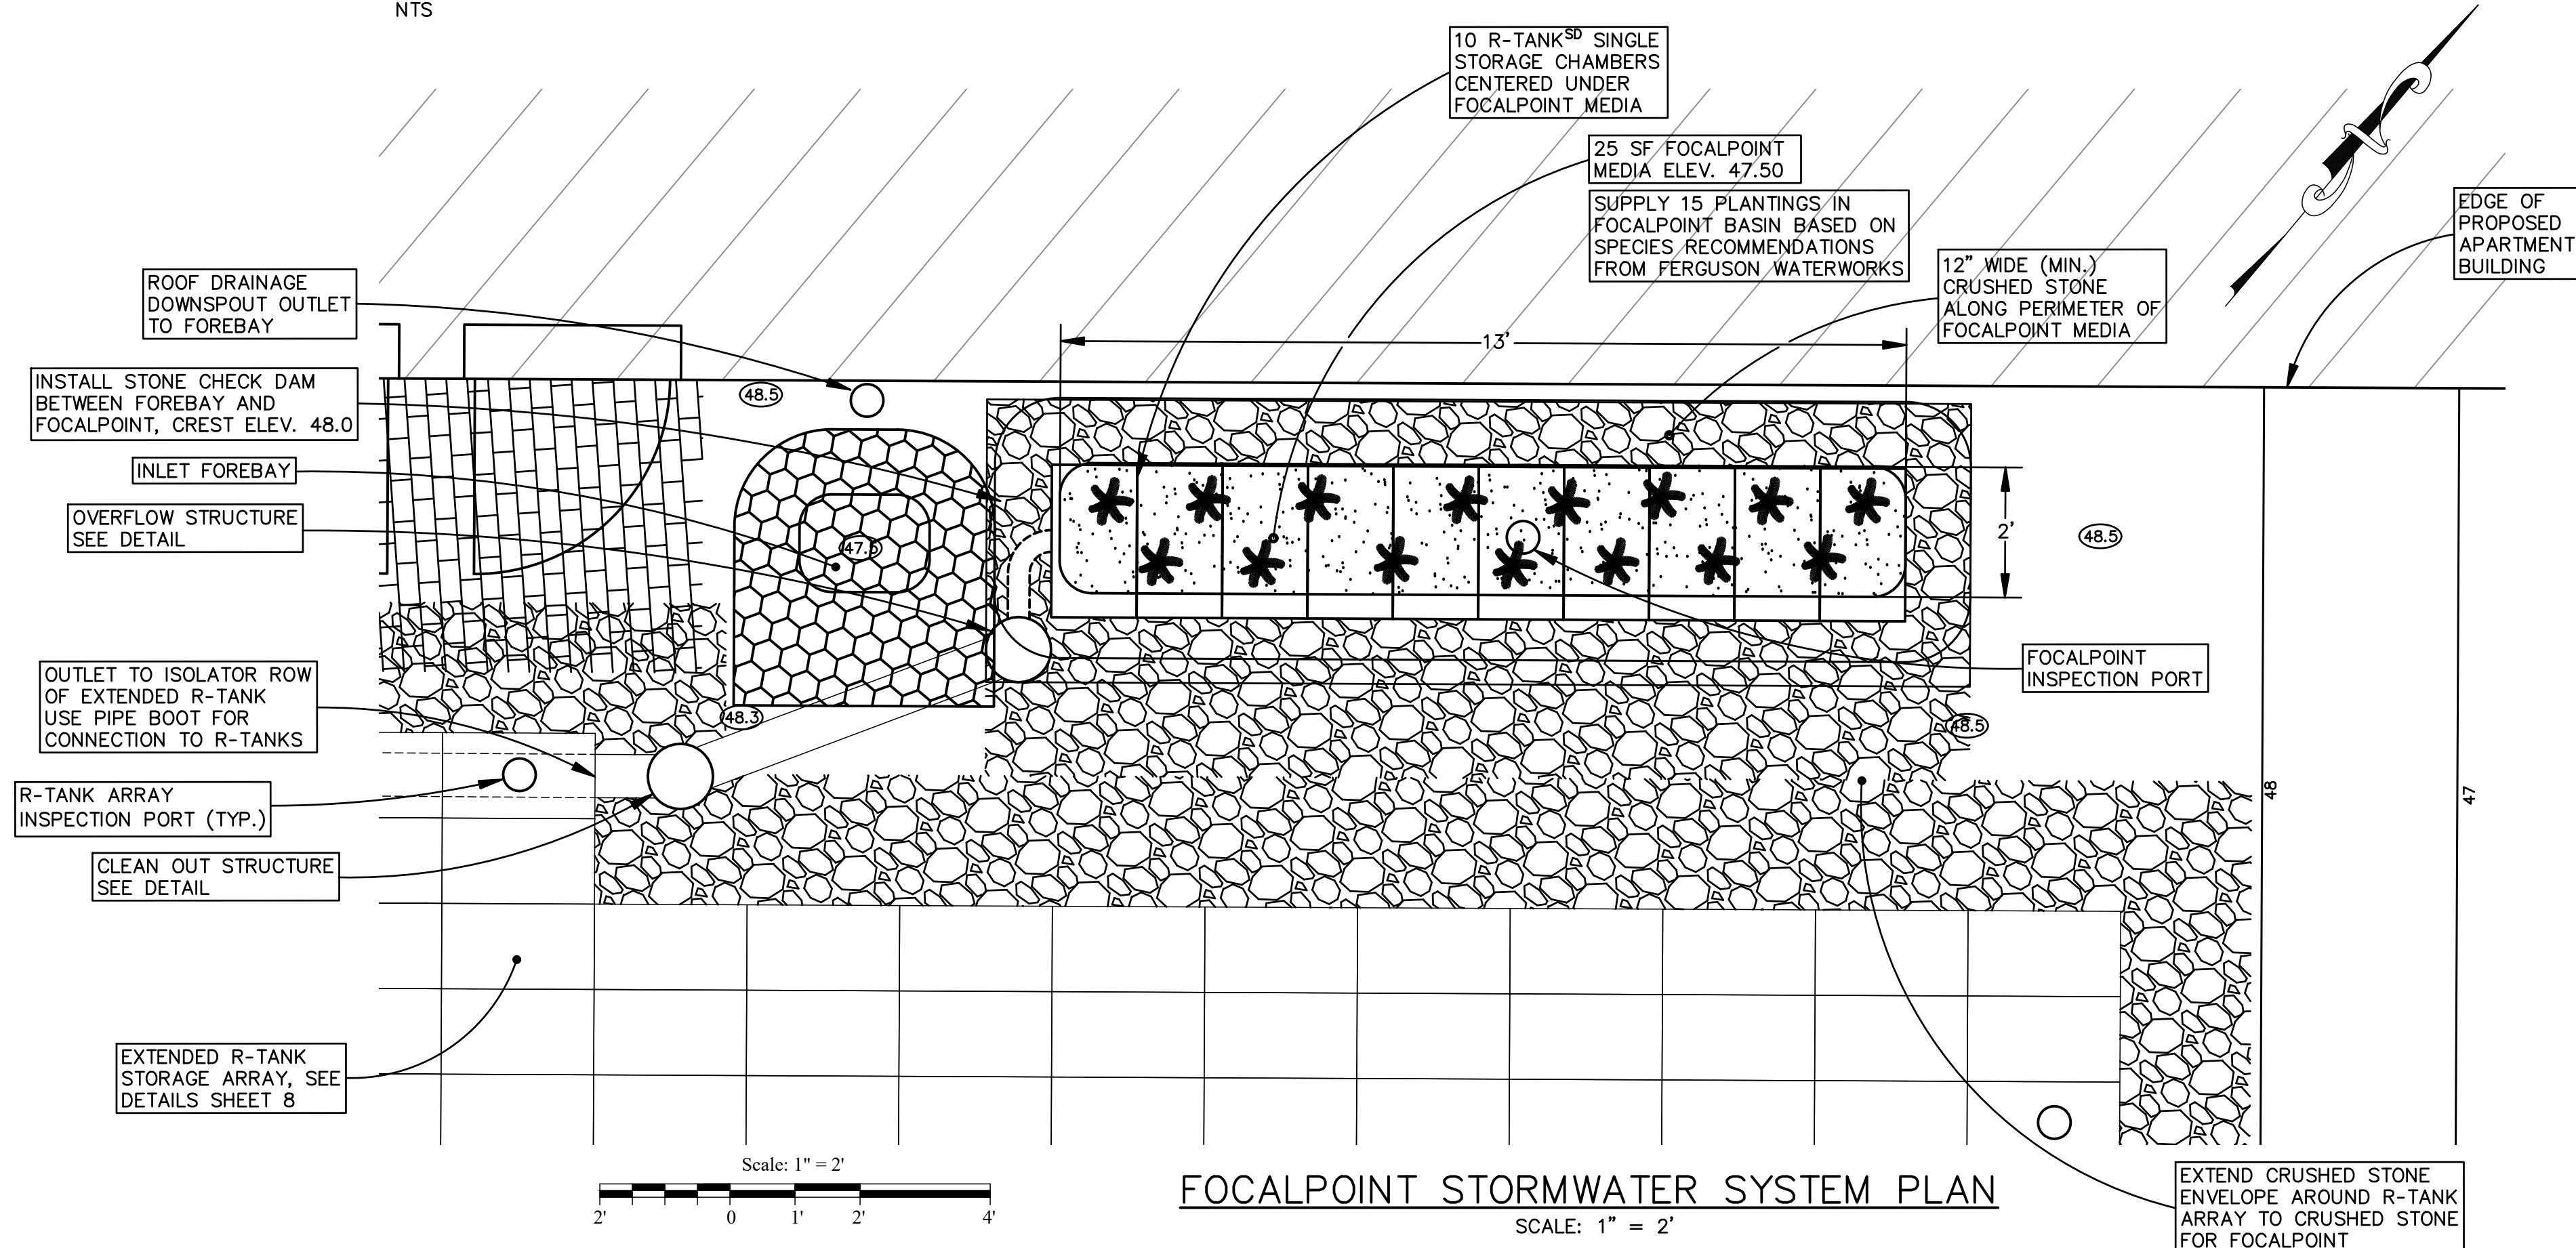 NTS
10 R-TANK^SD SINGLE
STORAGE CHAMBERS
CENTERED UNDER
FOCALPOINT MEDIA
25 SF FOCALPOINT
MEDIA ELEV. 47.50
SUPPLY 15 PLANTINGS IN
FOCALPOINT BASIN BASED ON
SPECIES RECOMMENDATIONS
FROM FERGUSON WATERWORKS
EDGE OF
PROPOSED
APARTMENT
BUILDING
12" WIDE (MIN.)
CRUSHED STONE
ALONG PERIMETER OF
FOCALPOINT MEDIA
ROOF DRAINAGE
DOWNSPOUT OUTLET
TO FOREBAY
13'
INSTALL STONE CHECK DAM
BETWEEN FOREBAY AND
FOCALPOINT, CREST ELEV. 48.0
48.5
INLET FOREBAY
OVERFLOW STRUCTURE
SEE DETAIL
47.5
2'
48.5
OUTLET TO ISOLATOR ROW
OF EXTENDED R-TANK
USE PIPE BOOT FOR
CONNECTION TO R-TANKS
FOCALPOINT
INSPECTION PORT
48.3
48.5
R-TANK ARRAY
INSPECTION PORT (TYP.)
48
47
CLEAN OUT STRUCTURE
SEE DETAIL
EXTENDED R-TANK
STORAGE ARRAY, SEE
DETAILS SHEET 8
Scale: 1" = 2'
2' 0 1' 2' 4'
FOCALPOINT STORMWATER SYSTEM PLAN
SCALE: 1" = 2'
EXTEND CRUSHED STONE
ENVELOPE AROUND R-TANK
ARRAY TO CRUSHED STONE
FOR FOCALPOINT